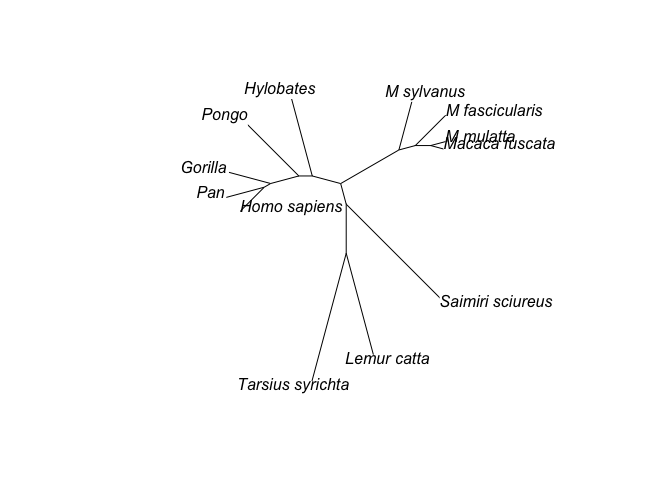 Hylobates
M sylvanus
M fascicularis
Pongo
M mulatta
Macaca fuscata
Gorilla
Pan
Homo sapiens
Saimiri sciureus
Lemur catta
Tarsius syrichta